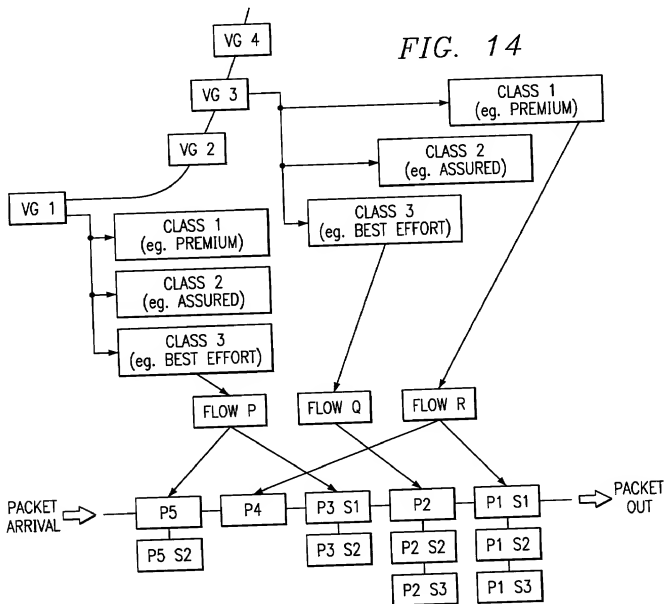 VG 4
FIG. 14
VG 3
CLASS 1
(eg. PREMIUM)
VG 2
CLASS 2
(eg. ASSURED)
VG 1
CLASS 3
(eg. BEST EFFORT)
CLASS 1
(eg. PREMIUM)
CLASS 2
(eg. ASSURED)
CLASS 3
(eg. BEST EFFORT)
FLOW P
FLOW Q
FLOW R
PACKET
ARRIVAL
P5
P4
P3 S1
P2
P1 S1
PACKET
OUT
P5 S2
P3 S2
P2 S2
P1 S2
P2 S3
P1 S3